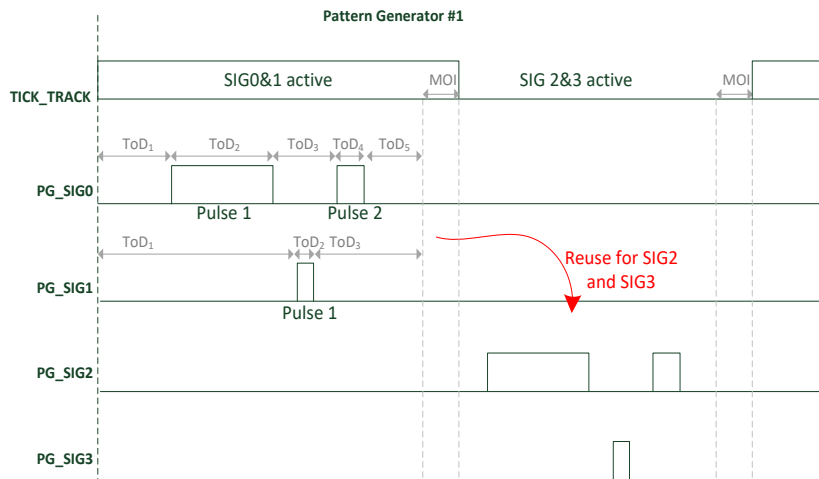 Pattern Generator #1
SIG0&1 active
MOI
SIG 2&3 active
MOI
TICK_TRACK
ToD1
ToD2
ToD3
ToD4
ToD5
PG_SIG0
Pulse 1
Pulse 2
ToD1
ToD2
ToD3
Reuse for SIG2
and SIG3
PG_SIG1
Pulse 1
PG_SIG2
PG_SIG3